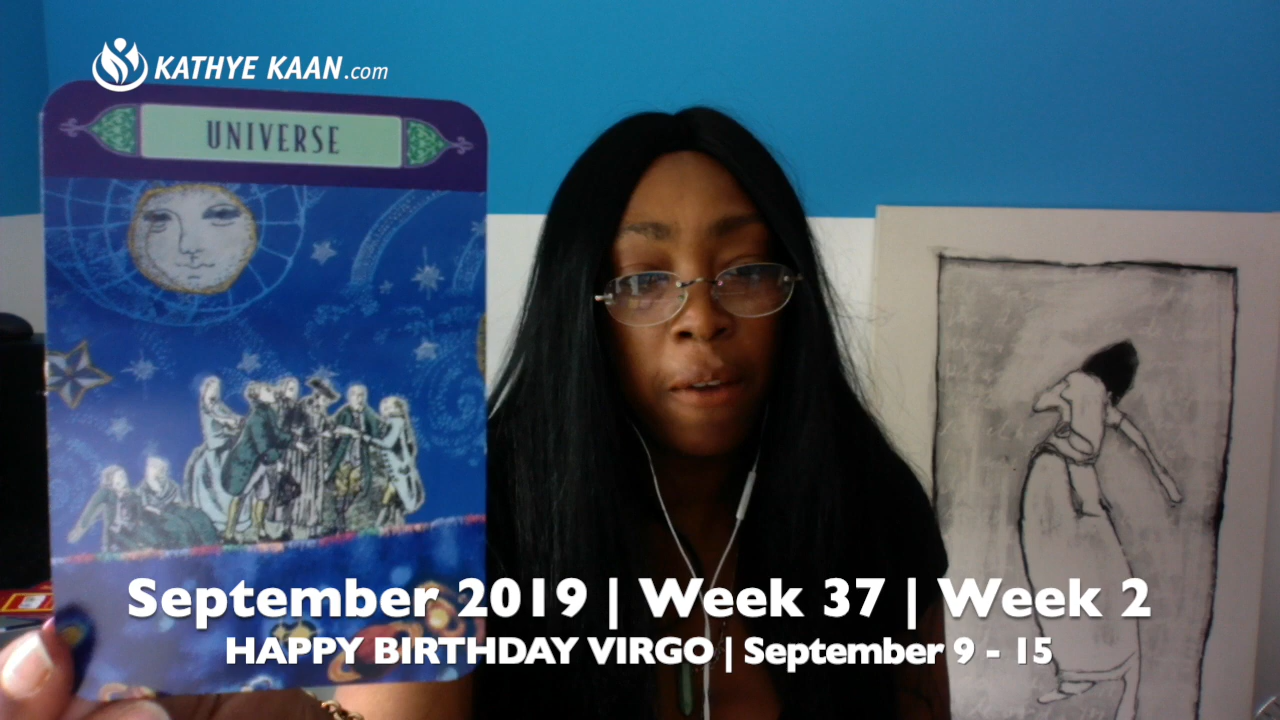 KATHYE KAAN.com
UNIVERSE
September 2019 | Week 37 | Week 2
HAPPY BIRTHDAY VIRGO | September 9 - 15